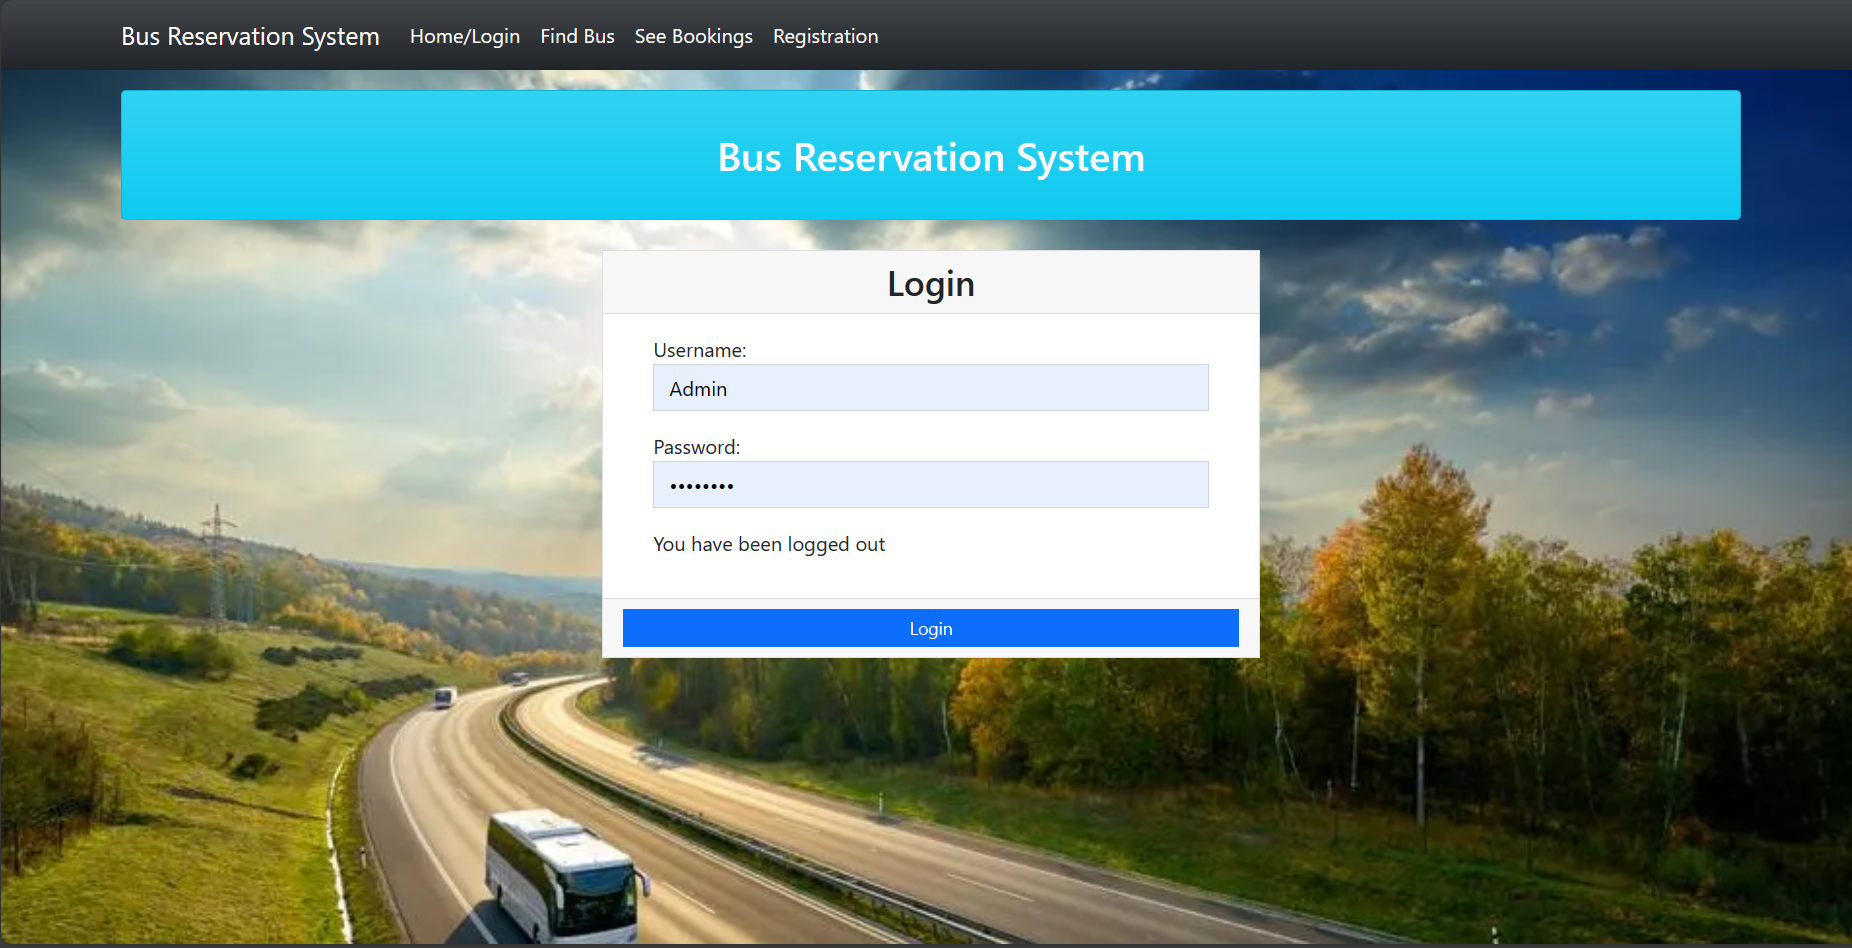 Bus Reservation System Home/Login Find Bus See Bookings Registration
Bus Reservation System
Login
Username:
Admin
Password:
••••••••
You have been logged out
Login